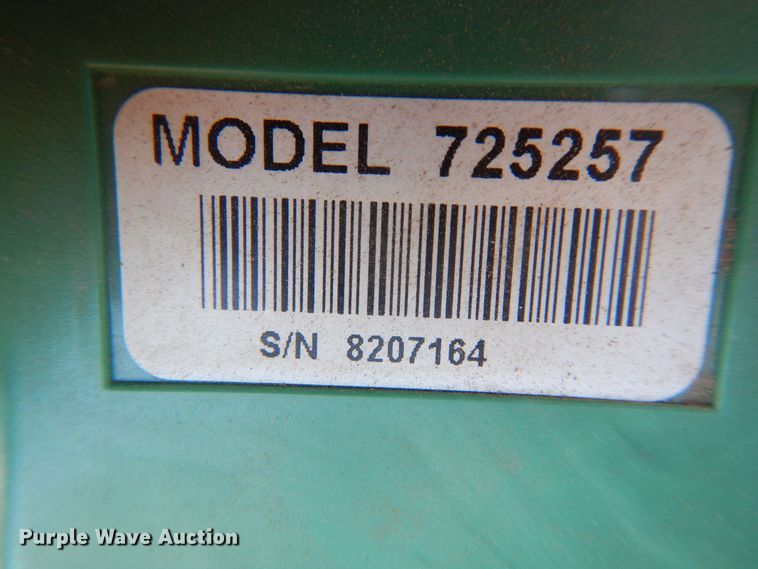 MODEL 725257
S/N 8207164
Purple Wave Auction